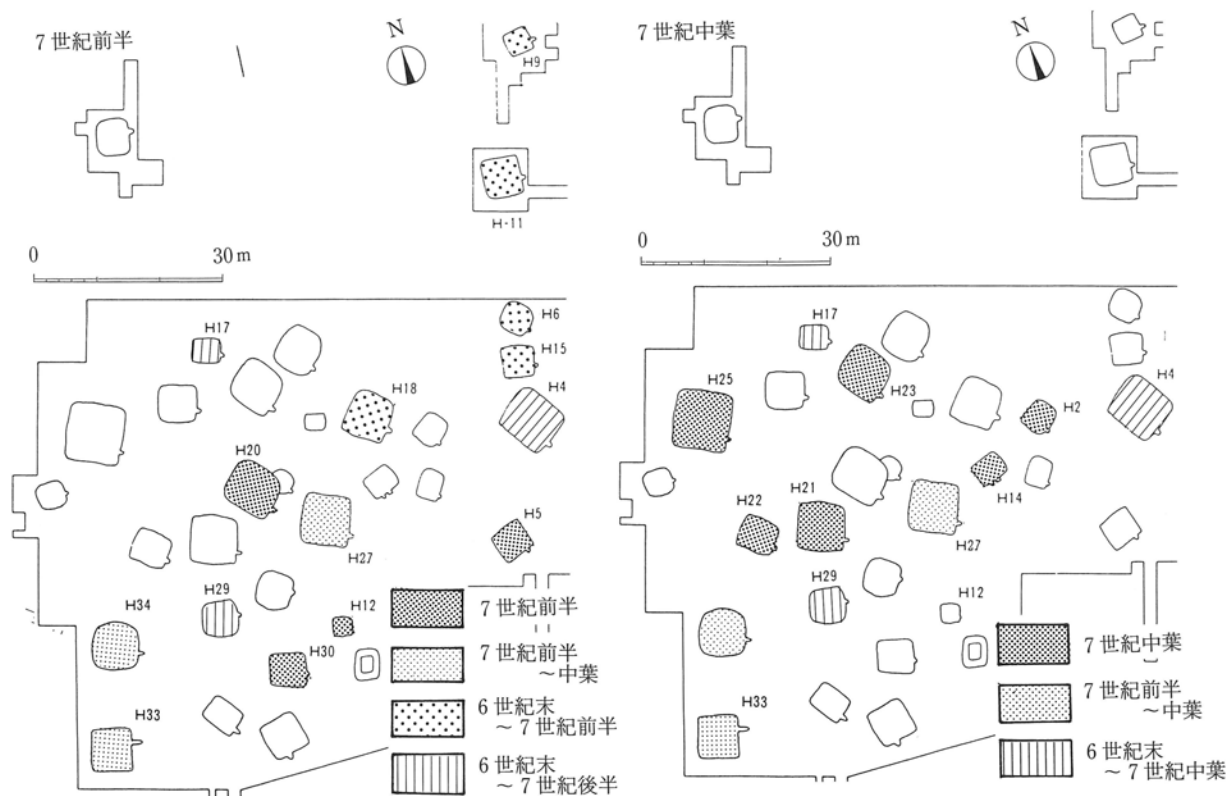 7世紀前半
N
H9
H-11
0 30m
H17
H6
H15
H4
H18
H20
H27
H5
H34
H29
H12
H30
H33
7世紀前半
7世紀前半
～中葉
6世紀末
～7世紀前半
6世紀末
～7世紀後半
7世紀中葉
N
0 30m
H17
H25
H23
H4
H2
H14
H22
H21
H27
H29
H12
H33
7世紀中葉
7世紀前半
～中葉
6世紀末
～7世紀中葉